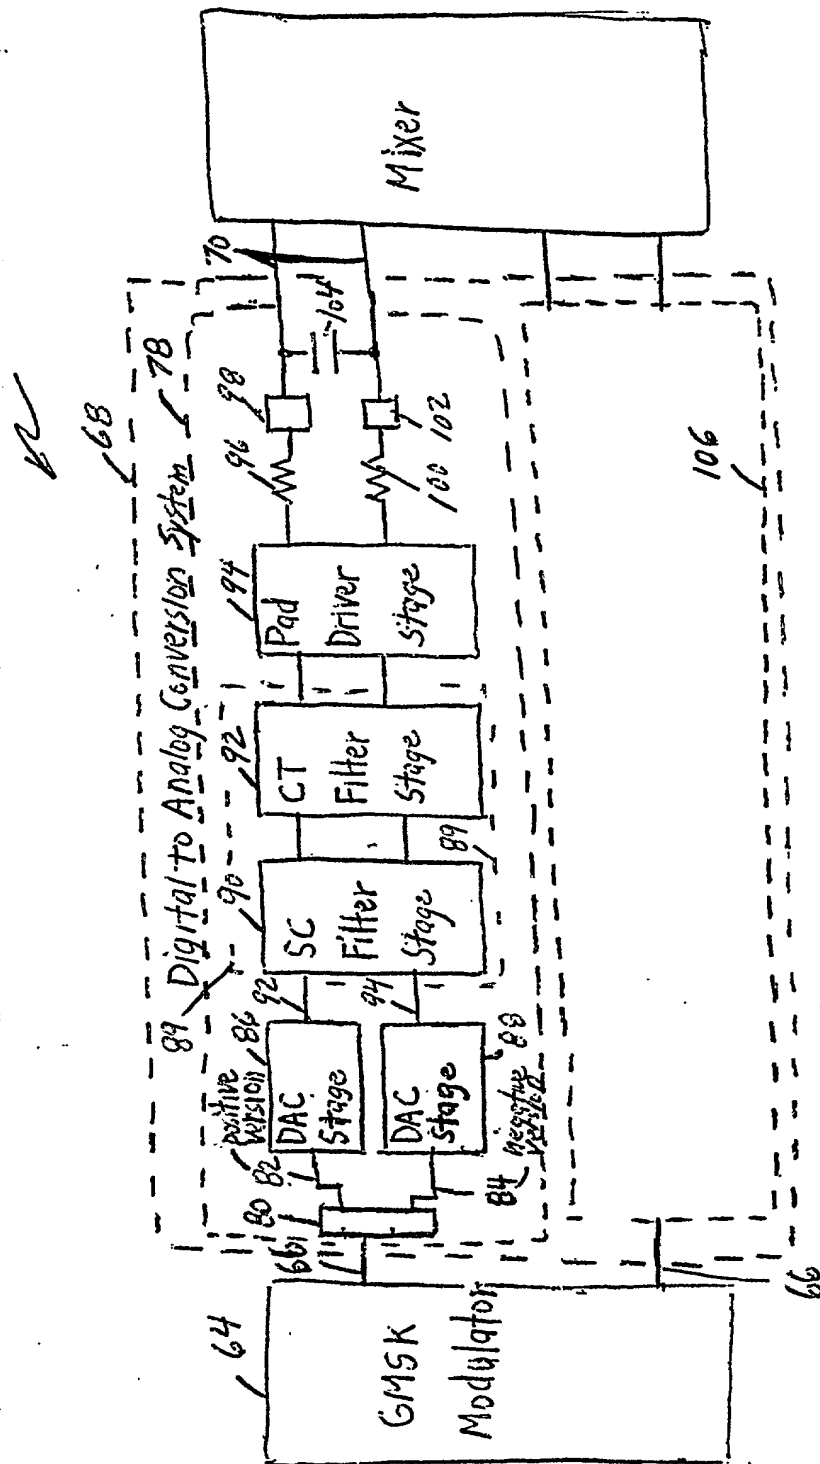 68
Digital to Analog Conversion System
78
89
64
GMSK
Modulator
66
80
82
positive
version
86
DAC
Stage
DAC
Stage
88
84
negative
version
92
94
90
SC
Filter
Stage
89
92
CT
Filter
Stage
94
Pad
Driver
Stage
96
98
100
102
104
70
Mixer
106
66